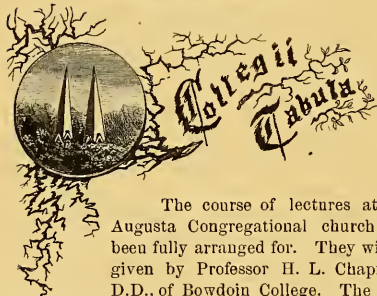 Collegii
Tabula
The course of lectures at
Augusta Congregational church
been fully arranged for. They wi
given by Professor H. L. Chap
D.D., of Bowdoin College. The